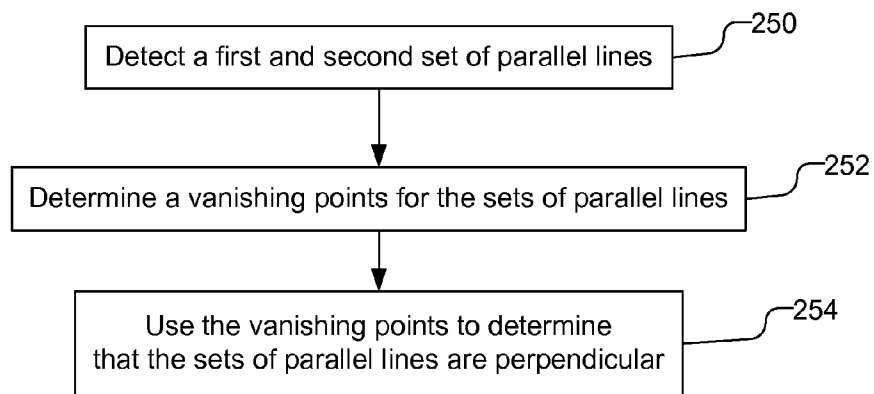 250
Detect a first and second set of parallel lines
252
Determine a vanishing points for the sets of parallel lines
254
Use the vanishing points to determine
that the sets of parallel lines are perpendicular